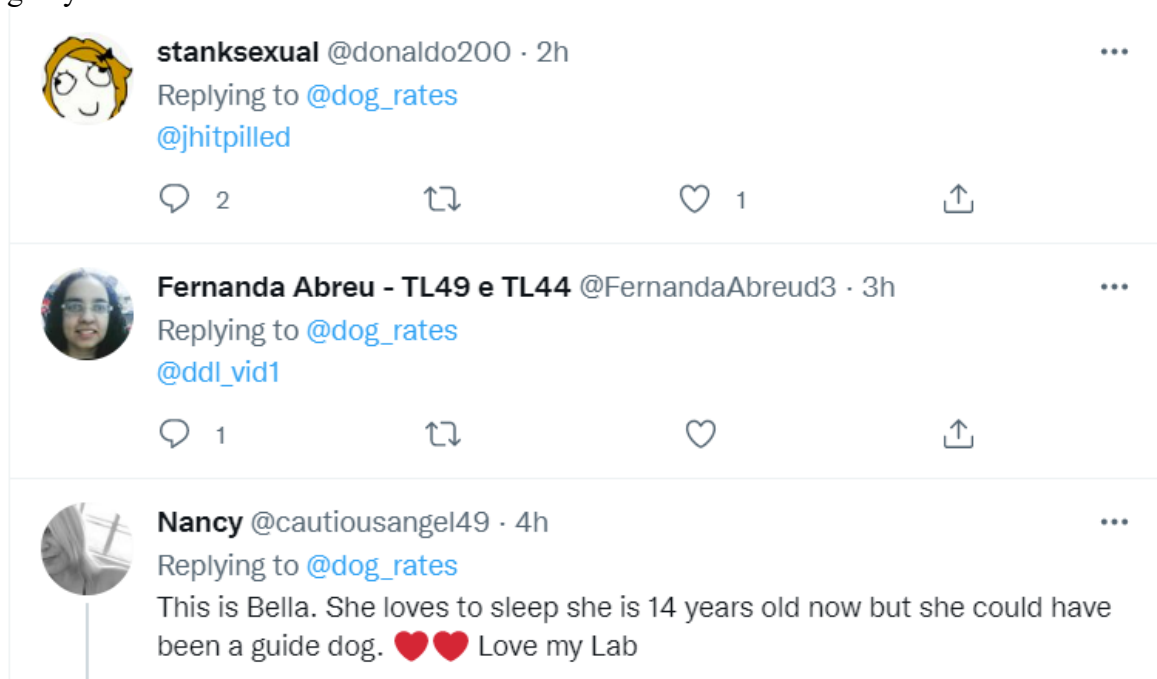 stanksexual @donaldo200 · 2h
Replying to @dog_rates
@jhitpilled
2 1
Fernanda Abreu - TL49 e TL44 @FernandaAbreud3 · 3h
Replying to @dog_rates
@ddl_vid1
1
Nancy @cautiousangel49 · 4h
Replying to @dog_rates
This is Bella. She loves to sleep she is 14 years old now but she could have
been a guide dog. ❤️❤️ Love my Lab